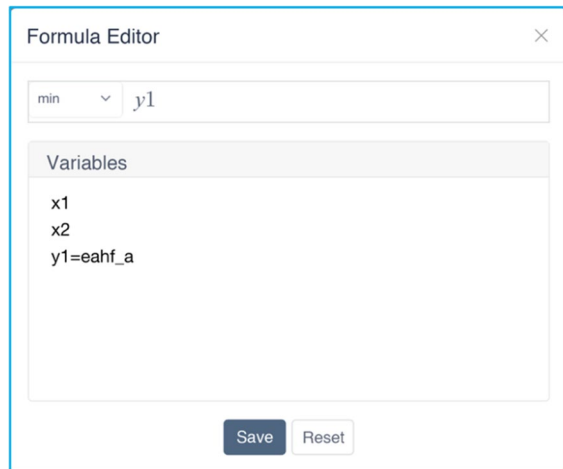 Formula Editor
min y1
Variables
x1
x2
y1=eahf_a
Save Reset